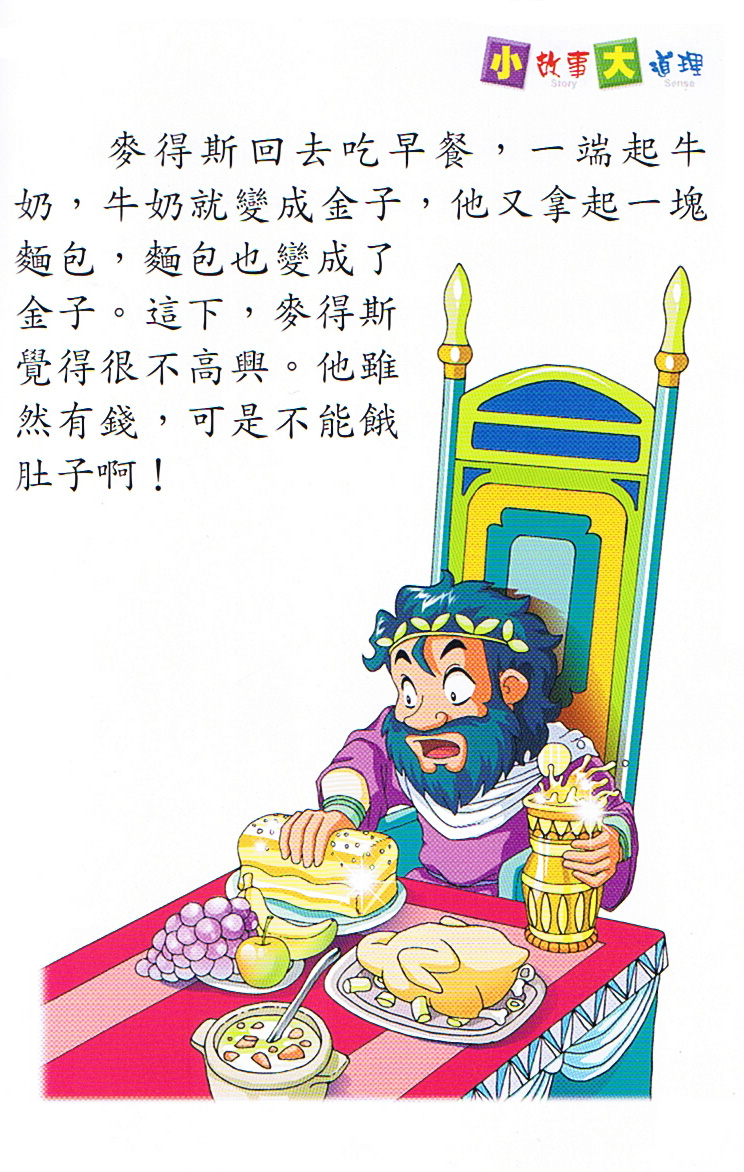 小故事大道理
Story Sense
麥得斯回去吃早餐，一端起牛
奶，牛奶就變成金子，他又拿起一塊
麵包，麵包也變成了
金子。這下，麥得斯
覺得很不高興。他雖
然有錢，可是不能餓
肚子啊！